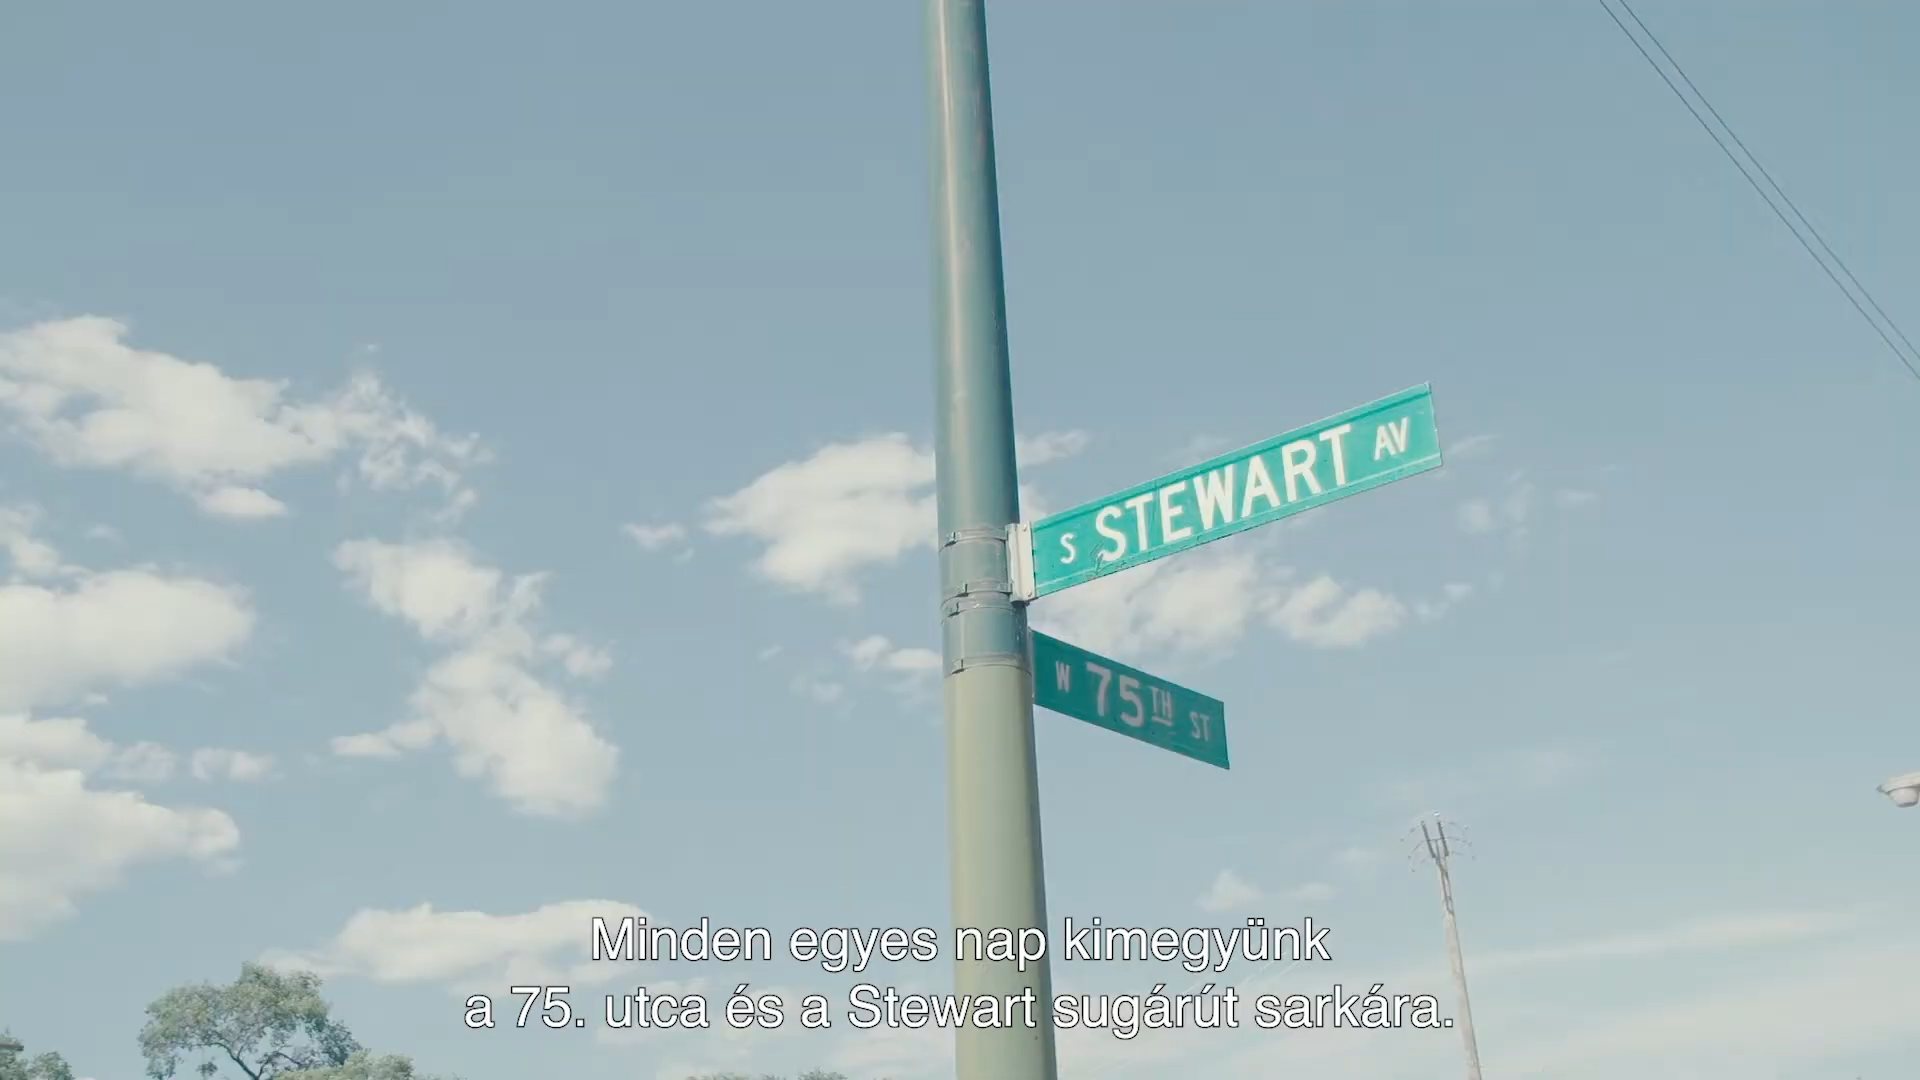 S STEWART AV
W 75TH ST
Minden egyes nap kimegyünk
a 75. utca és a Stewart sugárút sarkára.